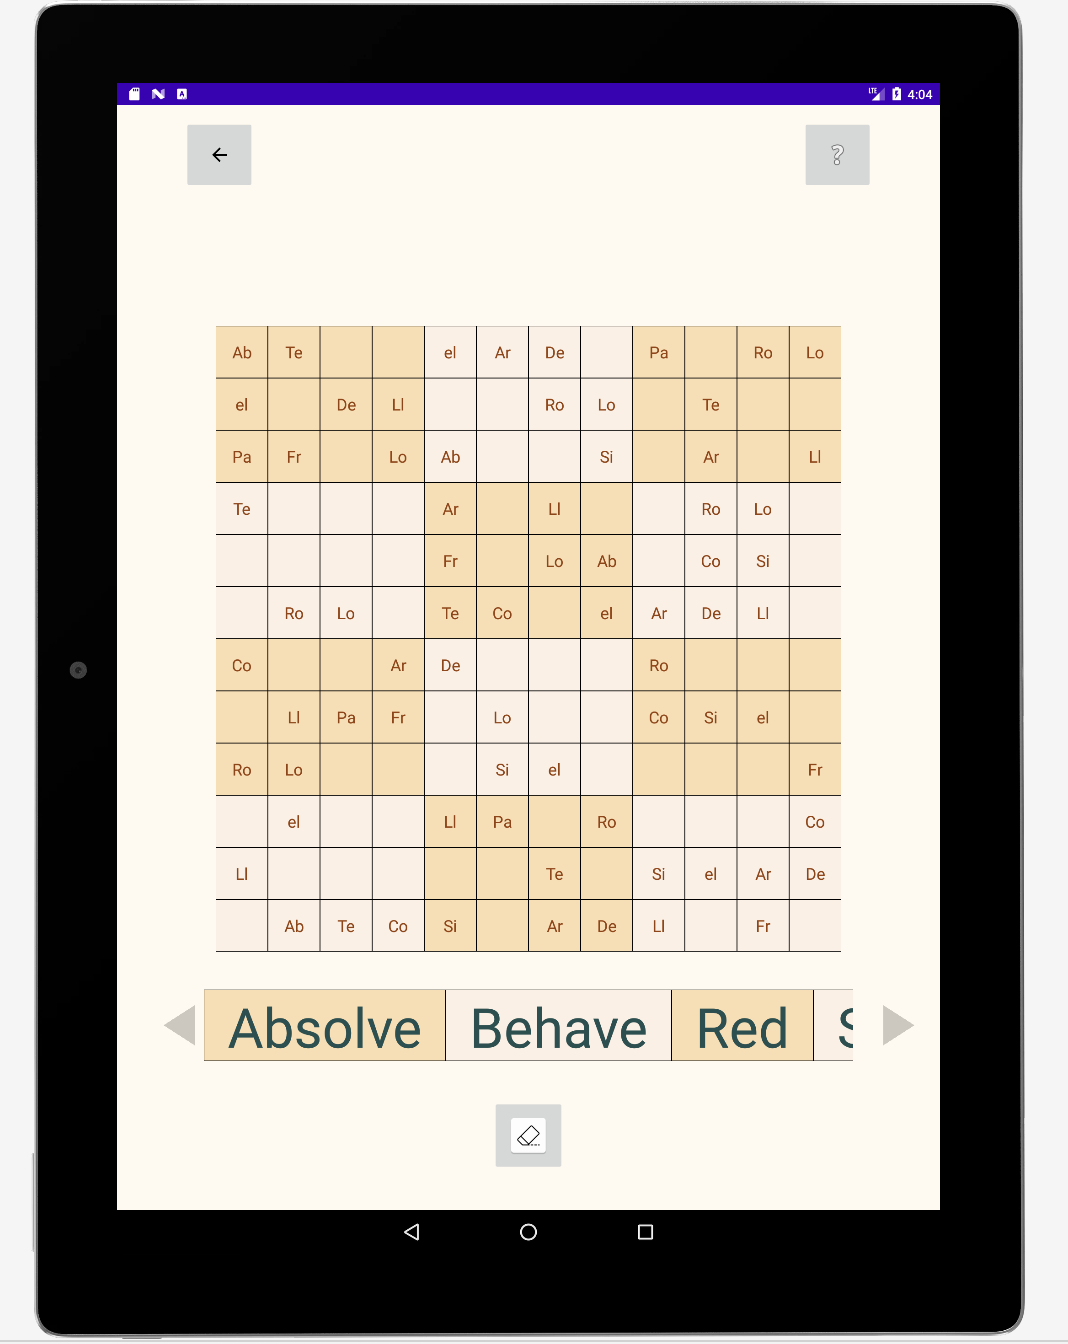 LTE 4:04
?
Ab Te el Ar De Pa Ro Lo
el De Ll Ro Lo Te
Pa Fr Lo Ab Si Ar Ll
Te Ar Ll Ro Lo
Fr Lo Ab Co Si
Ro Lo Te Co el Ar De Ll
Co Ar De Ro
Ll Pa Fr Lo Co Si el
Ro Lo Si el Fr
el Ll Pa Ro Co
Ll Te Si el Ar De
Ab Te Co Si Ar De Ll Fr
Absolve Behave Red